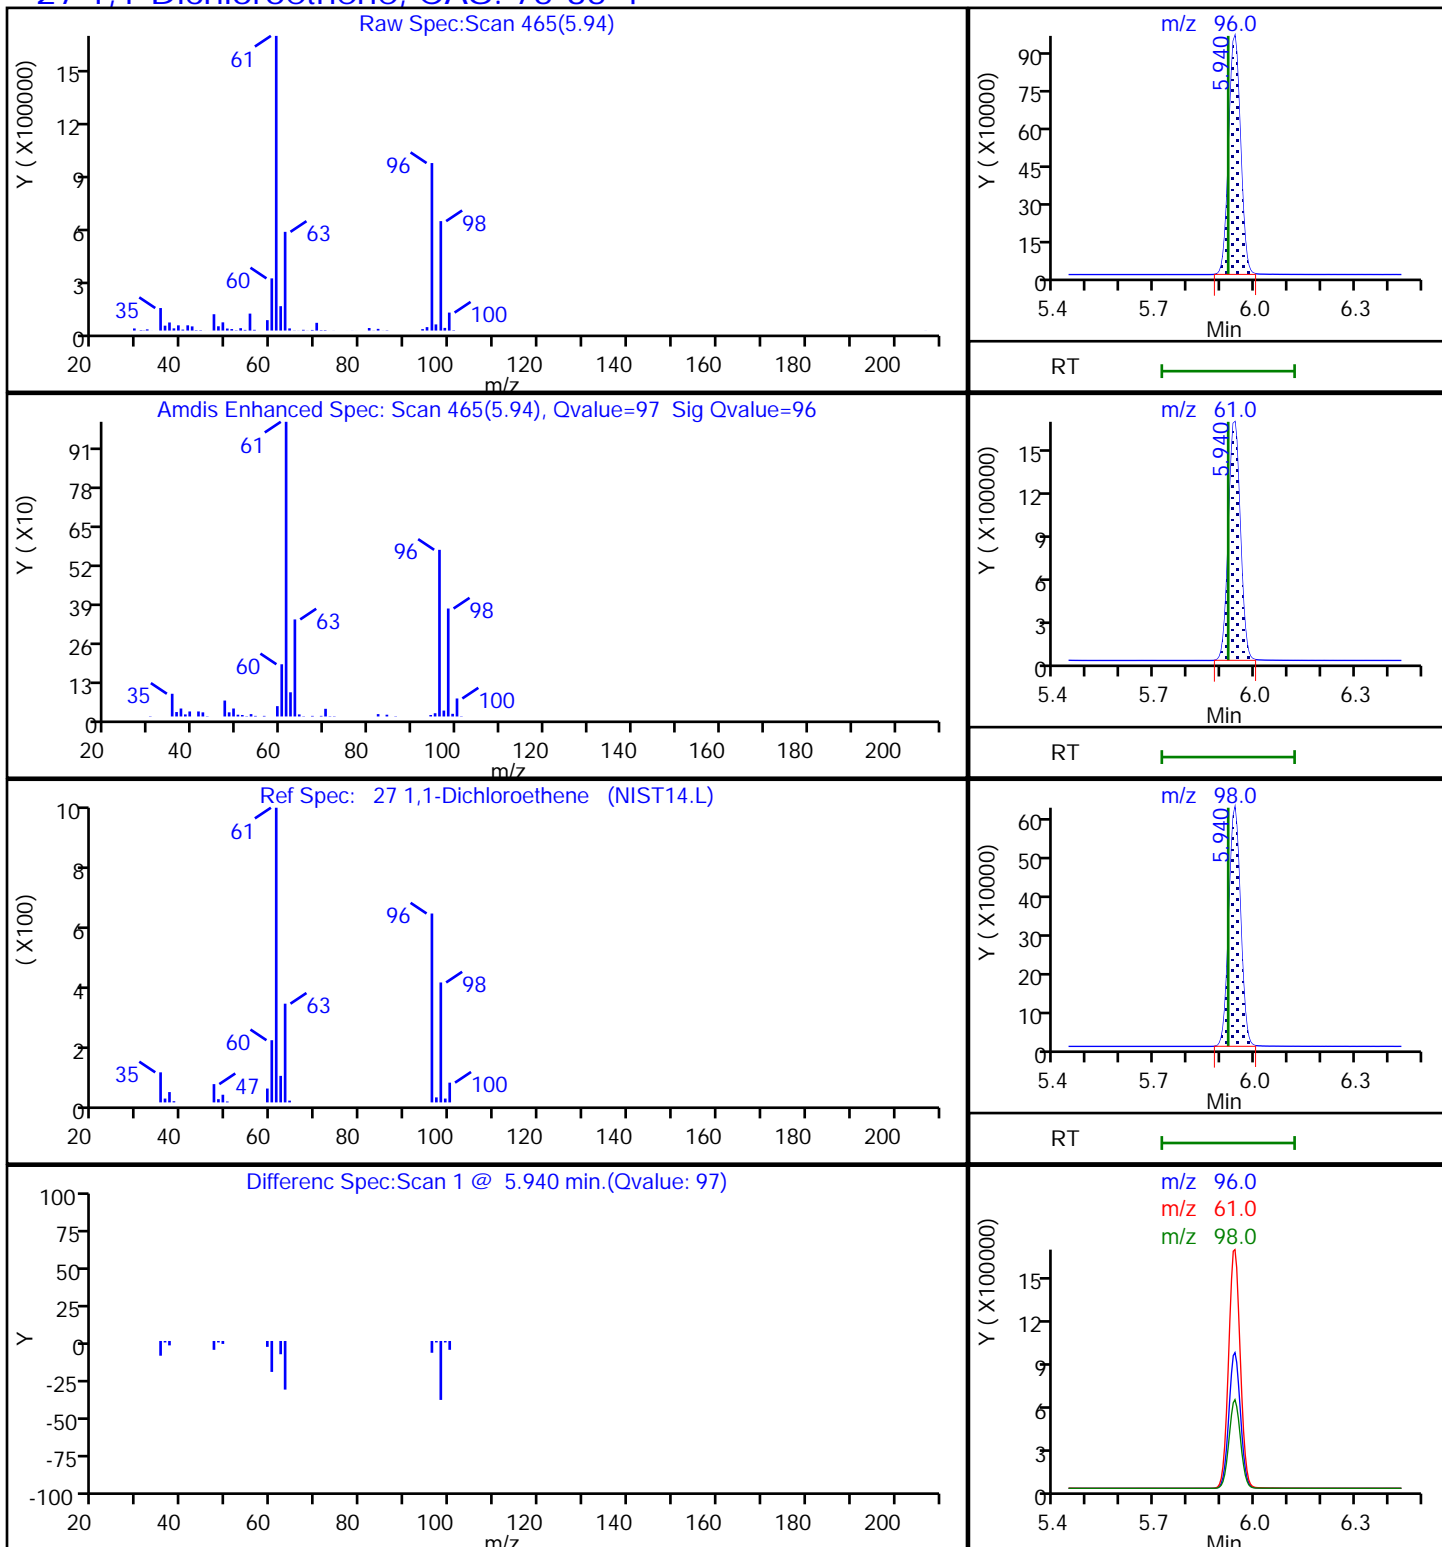 Raw Spec:Scan 465(5.94)
Y ( X100000)
15
12
9
6
3
0
61
96
98
63
60
35
100
20 40 60 80 100 120 140 160 180 200
m/z
m/z 96.0
Y ( X10000)
90
75
60
45
30
15
0
5.940
5.4 5.7 6.0 6.3
Min
RT
Amdis Enhanced Spec: Scan 465(5.94), Qvalue=97 Sig Qvalue=96
Y ( X10)
91
78
65
52
39
26
13
0
61
96
98
63
60
35
100
20 40 60 80 100 120 140 160 180 200
m/z
m/z 61.0
Y ( X100000)
15
12
9
6
3
0
5.940
5.4 5.7 6.0 6.3
Min
RT
Ref Spec: 27 1,1-Dichloroethene (NIST14.L)
( X100)
10
8
6
4
2
0
61
96
98
63
60
35
47
100
20 40 60 80 100 120 140 160 180 200
m/z 98.0
Y ( X10000)
60
50
40
30
20
10
0
5.940
5.4 5.7 6.0 6.3
Min
RT
Differenc Spec:Scan 1 @ 5.940 min.(Qvalue: 97)
Y
100
75
50
25
0
-25
-50
-75
-100
20 40 60 80 100 120 140 160 180 200
m/z
m/z 96.0
m/z 61.0
m/z 98.0
Y ( X100000)
15
12
9
6
3
0
5.4 5.7 6.0 6.3
Min